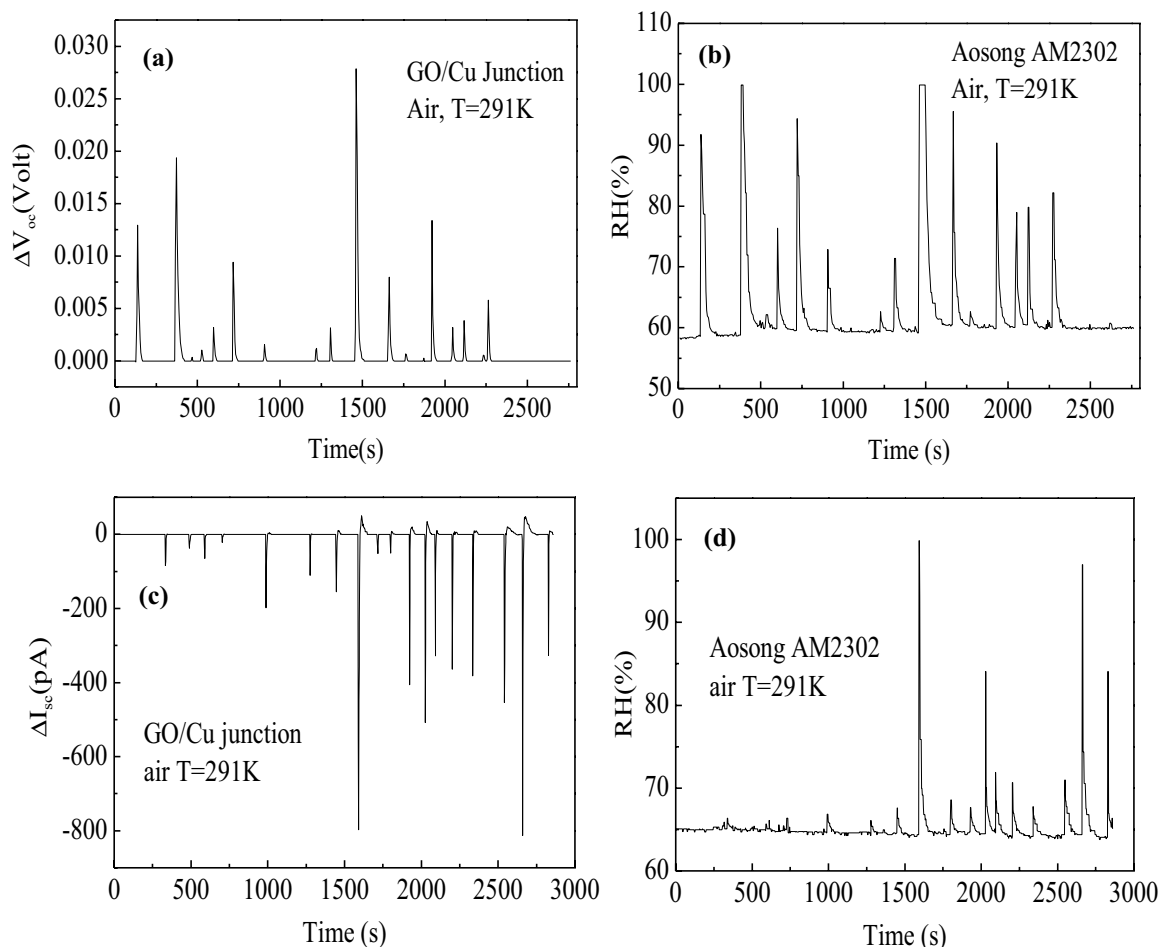 (a)
GO/Cu Junction
Air, T=291K
0.030
0.025
0.020
0.015
0.010
0.005
0.000
ΔV_oc(Volt)
0 500 1000 1500 2000 2500
Time(s)
(b)
Aosong AM2302
Air, T=291K
110
100
90
80
70
60
50
RH(%)
0 500 1000 1500 2000 2500
Time (s)
(c)
GO/Cu junction
air T=291K
0
-200
-400
-600
-800
ΔI_sc(pA)
0 500 1000 1500 2000 2500 3000
Time (s)
(d)
Aosong AM2302
air T=291K
100
90
80
70
60
RH(%)
0 500 1000 1500 2000 2500 3000
Time (s)